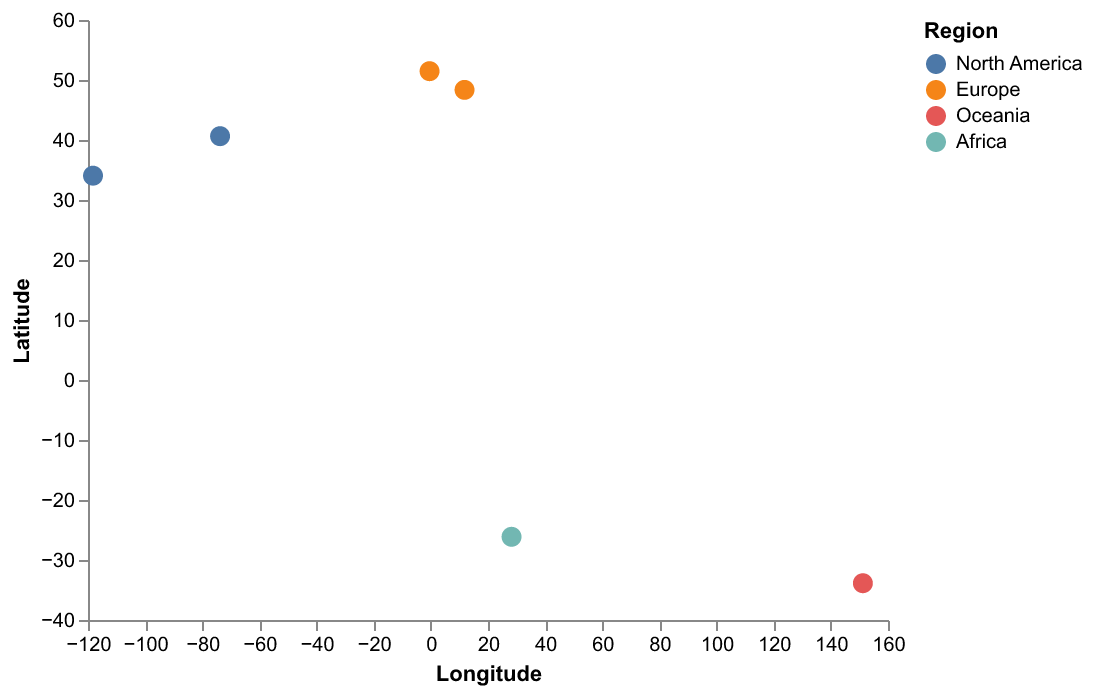 60
50
40
30
20
10
0
−10
−20
−30
−40
Latitude
−120 −100 −80 −60 −40 −20 0 20 40 60 80 100 120 140 160
Longitude
Region
North America
Europe
Oceania
Africa